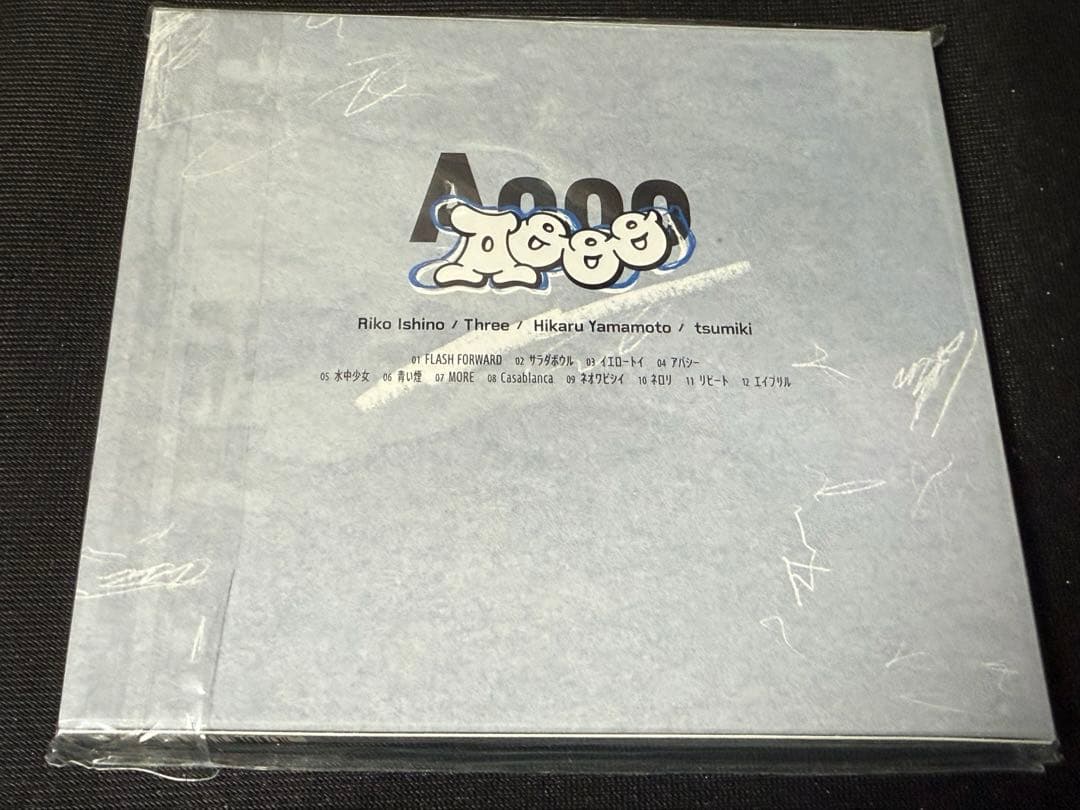 Aooo
Aooo
Riko Ishino / Three / Hikaru Yamamoto / tsumiki
01 FLASH FORWARD 02 サラダボウル 03 イエロートイ 04 アパシー
05 水中少女 06 青い煙 07 MORE 08 Casablanca 09 ネオワビシイ 10 ネロリ 11 リピート 12 エイプリル